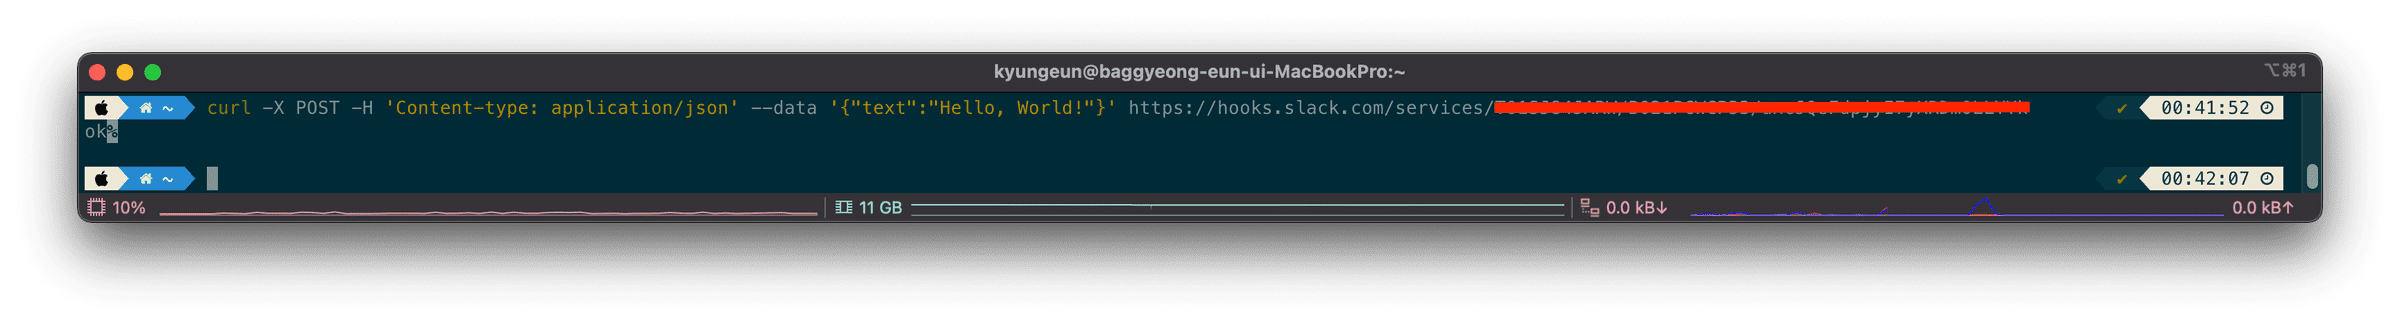 kyungeun@baggyeong-eun-ui-MacBookPro:~
⌥⌘1
~ curl -X POST -H 'Content-type: application/json' --data '{"text":"Hello, World!"}' https://hooks.slack.com/services/ ✔ 00:41:52
ok%
~ ✔ 00:42:07
10% 11 GB 0.0 kB↓ 0.0 kB↑